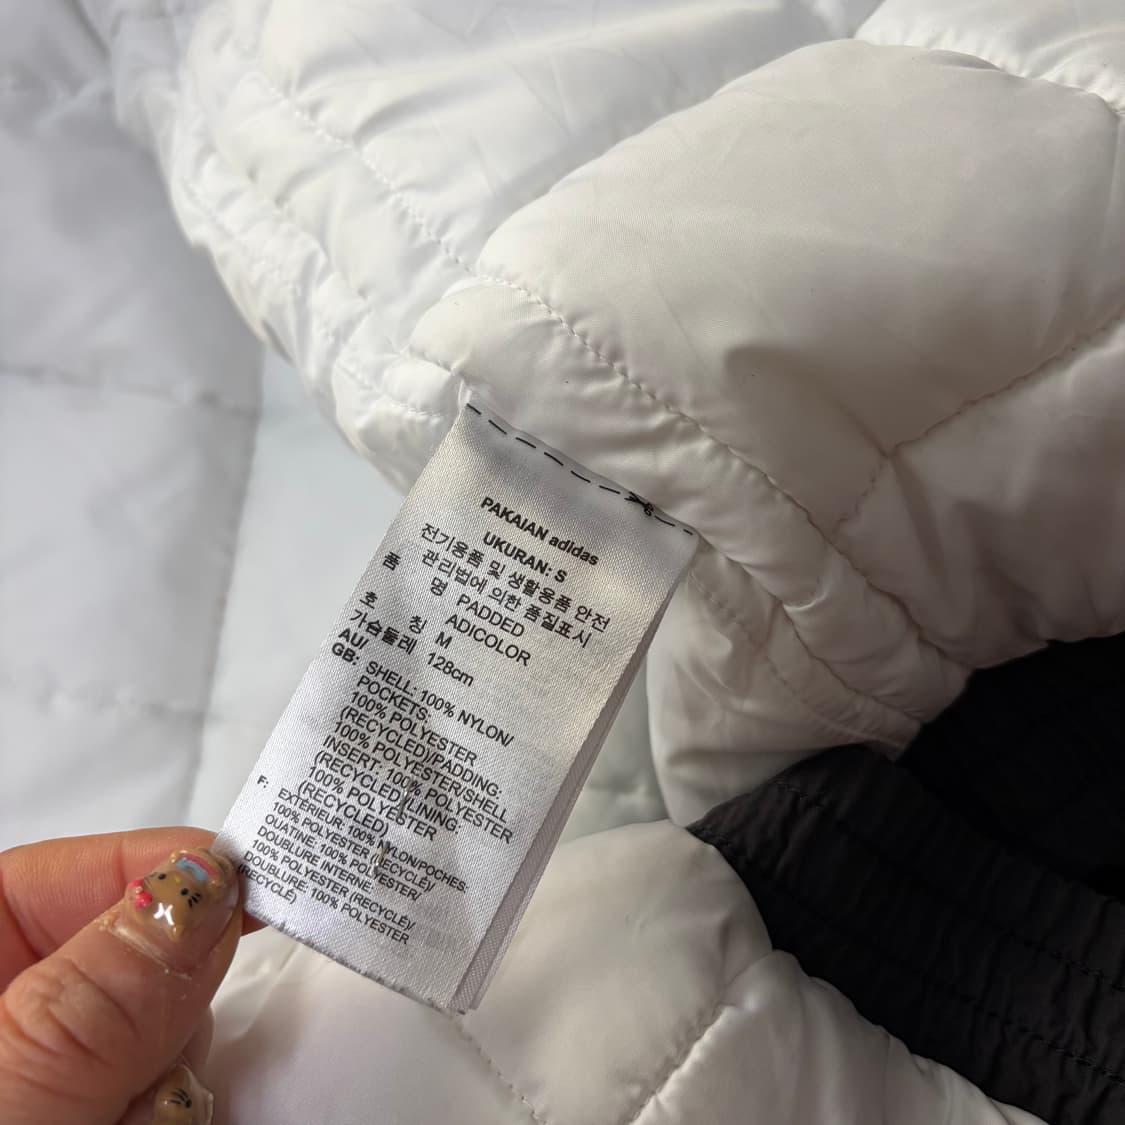 PAKAIAN adidas
UKURAN: S
전기용품 및 생활용품 안전
관리법에 의한 품질표시
품 명 PADDED
ADICOLOR
호 칭 M
가슴둘레 128cm
AU/
GB: SHELL: 100% NYLON/
POCKETS:
100% POLYESTER
(RECYCLED)/PADDING:
100% POLYESTER/SHELL
INSERT: 100% POLYESTER
(RECYCLED)/LINING:
100% POLYESTER
(RECYCLED)
F: EXTÉRIEUR: 100% NYLON/POCHES:
100% POLYESTER (RECYCLÉ)/
OUATINE: 100% POLYESTER/
DOUBLURE INTERNE:
100% POLYESTER (RECYCLÉ)/
DOUBLURE: 100% POLYESTER
(RECYCLÉ)